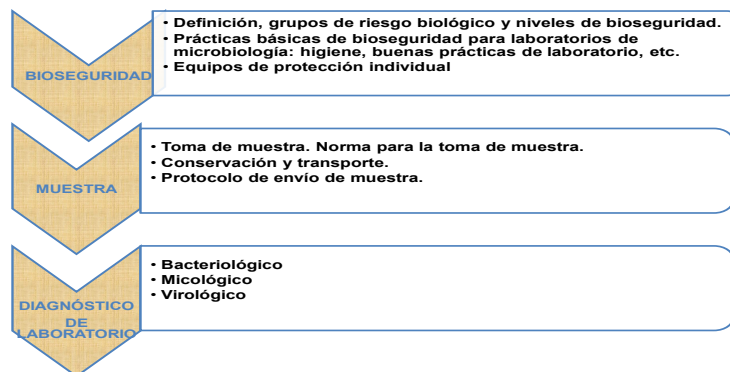 BIOSEGURIDAD
• Definición, grupos de riesgo biológico y niveles de bioseguridad.
• Prácticas básicas de bioseguridad para laboratorios de
microbiología: higiene, buenas prácticas de laboratorio, etc.
• Equipos de protección individual
MUESTRA
• Toma de muestra. Norma para la toma de muestra.
• Conservación y transporte.
• Protocolo de envío de muestra.
DIAGNÓSTICO
DE
LABORATORIO
• Bacteriológico
• Micológico
• Virológico